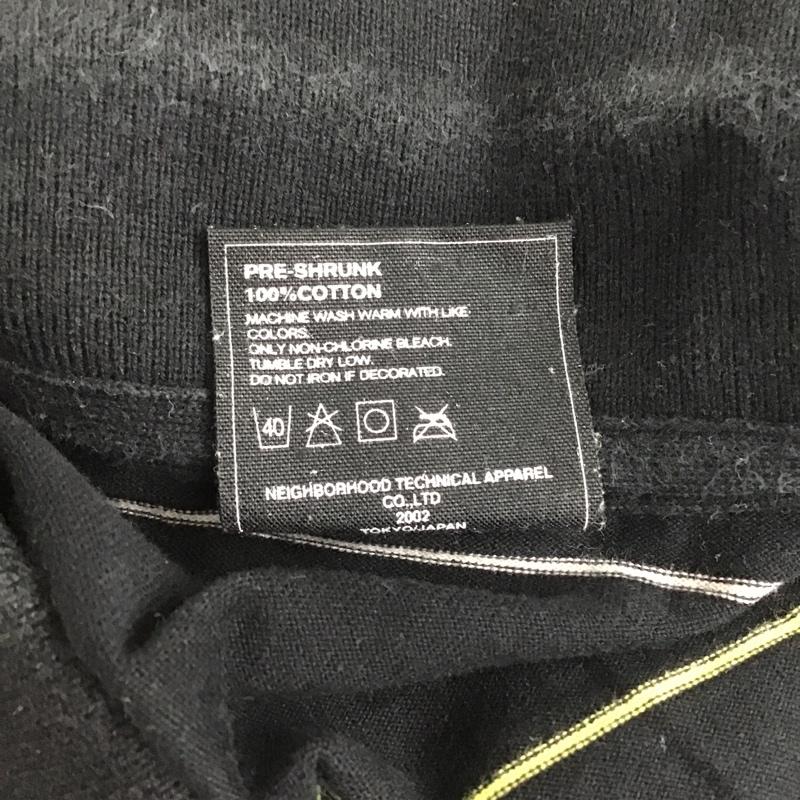 PRE-SHRUNK
100%COTTON
MACHINE WASH WARM WITH LIKE
COLORS.
ONLY NON-CHLORINE BLEACH.
TUMBLE DRY LOW.
DO NOT IRON IF DECORATED.
40
NEIGHBORHOOD TECHNICAL APPAREL
CO.,LTD
2002
TOKYO/JAPAN